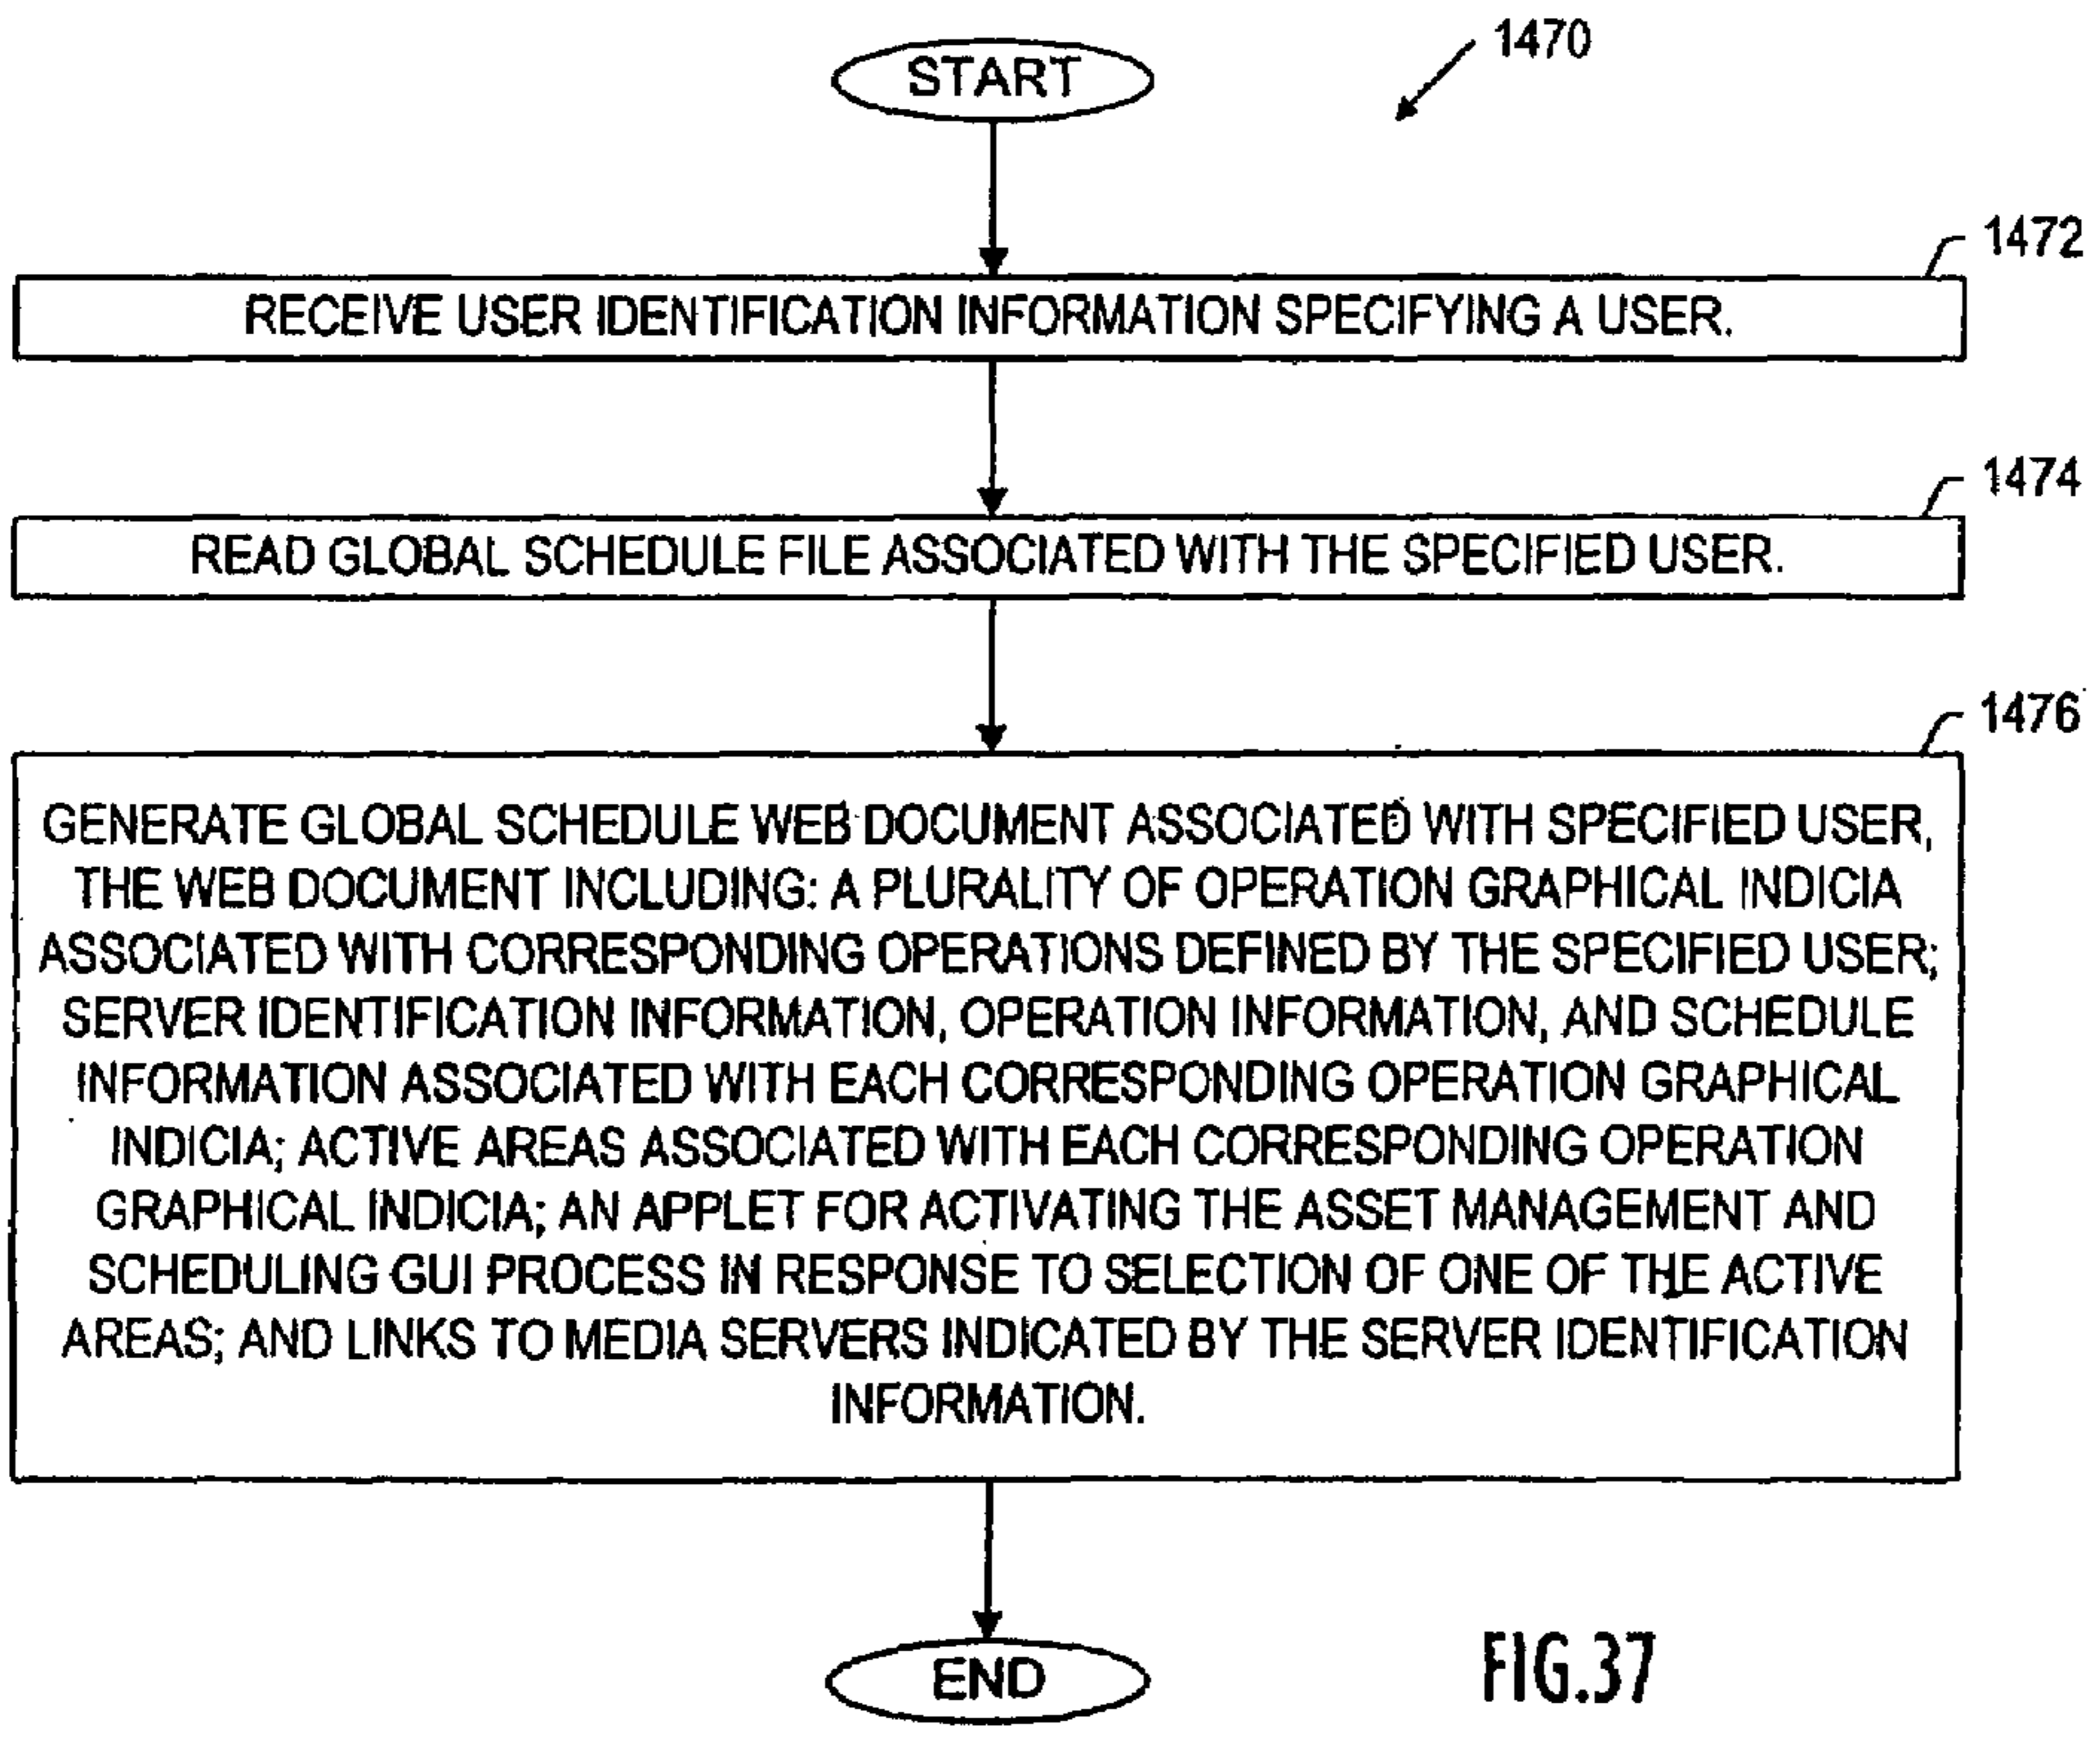 START
1470
1472
RECEIVE USER IDENTIFICATION INFORMATION SPECIFYING A USER.
1474
READ GLOBAL SCHEDULE FILE ASSOCIATED WITH THE SPECIFIED USER.
1476
GENERATE GLOBAL SCHEDULE WEB DOCUMENT ASSOCIATED WITH SPECIFIED USER,
THE WEB DOCUMENT INCLUDING: A PLURALITY OF OPERATION GRAPHICAL INDICIA
ASSOCIATED WITH CORRESPONDING OPERATIONS DEFINED BY THE SPECIFIED USER;
SERVER IDENTIFICATION INFORMATION, OPERATION INFORMATION, AND SCHEDULE
INFORMATION ASSOCIATED WITH EACH CORRESPONDING OPERATION GRAPHICAL
INDICIA; ACTIVE AREAS ASSOCIATED WITH EACH CORRESPONDING OPERATION
GRAPHICAL INDICIA; AN APPLET FOR ACTIVATING THE ASSET MANAGEMENT AND
SCHEDULING GUI PROCESS IN RESPONSE TO SELECTION OF ONE OF THE ACTIVE
AREAS; AND LINKS TO MEDIA SERVERS INDICATED BY THE SERVER IDENTIFICATION
INFORMATION.
END
FIG.37